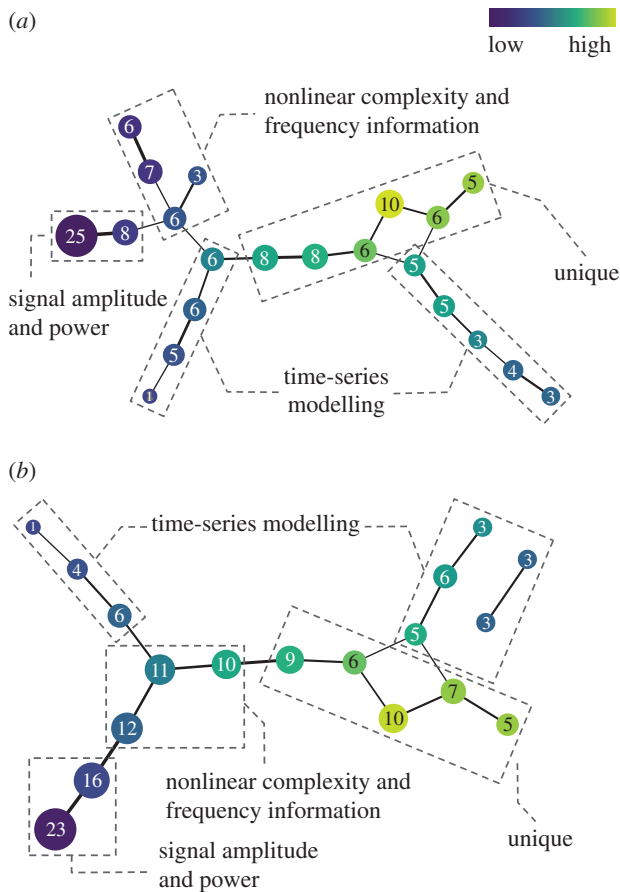 (a)
low high
nonlinear complexity and
frequency information
6
7
3
5
10
6
6
25
8
6
8
8
6
5
unique
signal amplitude
and power
6
5
5
3
time-series
modelling
4
1
3
(b)
time-series modelling
1
3
3
4
6
6
3
5
11
10
9
6
7
12
10
5
16
nonlinear complexity and
frequency information
23
unique
signal amplitude
and power